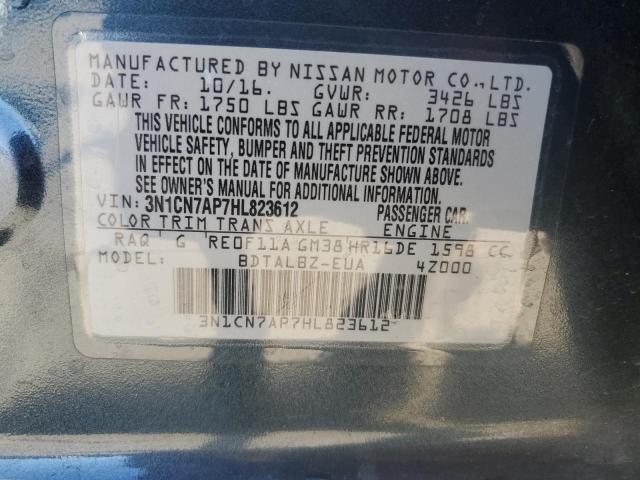 MANUFACTURED BY NISSAN MOTOR CO., LTD.
DATE: 10/16. GVWR: 3426 LBS
GAWR FR: 1750 LBS GAWR RR: 1708 LBS
THIS VEHICLE CONFORMS TO ALL APPLICABLE FEDERAL MOTOR
VEHICLE SAFETY, BUMPER AND THEFT PREVENTION STANDARDS
IN EFFECT ON THE DATE OF MANUFACTURE SHOWN ABOVE.
SEE OWNER'S MANUAL FOR ADDITIONAL INFORMATION.
VIN: 3N1CN7AP7HL823612 PASSENGER CAR.
COLOR TRIM TRANS AXLE ENGINE
RAQ G RE0F11A GM38 HR16DE 1598 CC
MODEL: BDTALBZ-EUA 4Z000
3N1CN7AP7HL823612